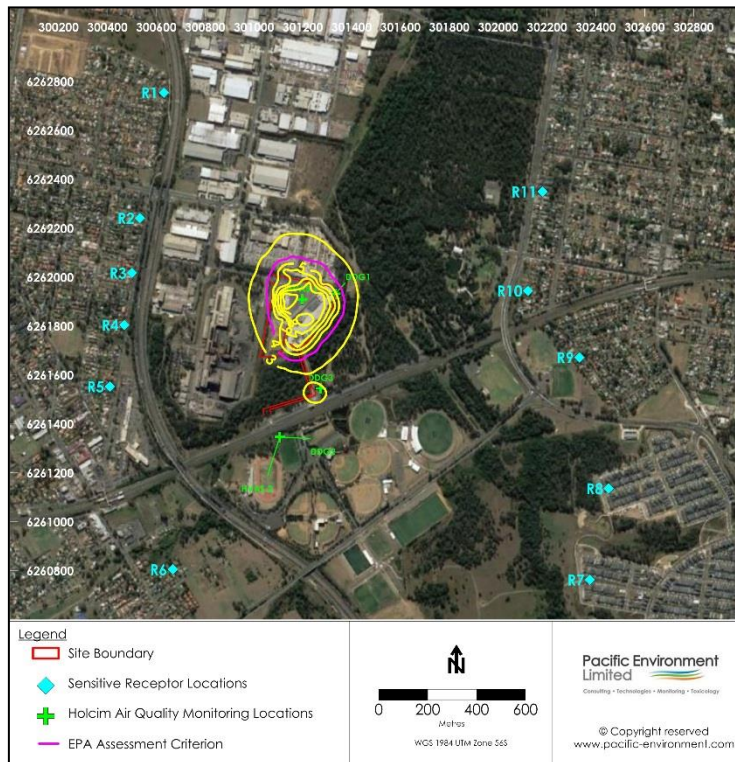 300200 300400 300600 300800 301000 301200 301400 301600 301800 302000 302200 302400 302600 302800
6262800
R1
6262600
6262400
R11
R2
6262200
R3
6262000
DDG1
R10
R4
6261800
R9
6261600
R5
6261400
6261200
R8
6261000
6260800
R6
R7
Legend
Site Boundary
Sensitive Receptor Locations
Holcim Air Quality Monitoring Locations
EPA Assessment Criterion
N
0 200 400 600
Metres
WGS 1984 UTM Zone 56S
Pacific Environment
Limited
Consulting • Technologies • Monitoring • Toxicology
© Copyright reserved
www.pacific-environment.com